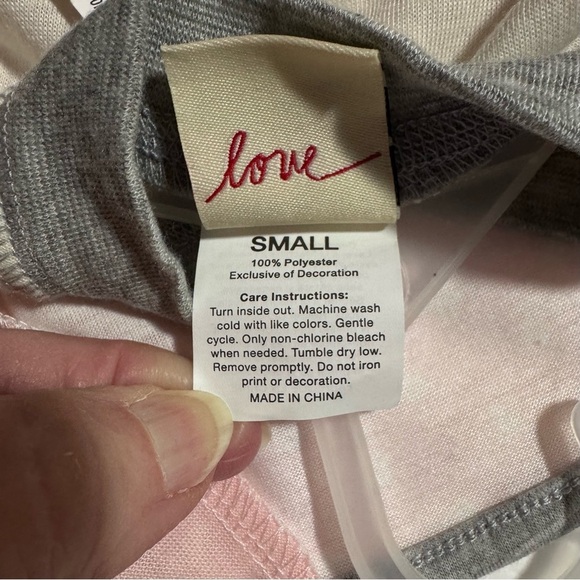 love
SMALL
100% Polyester
Exclusive of Decoration
Care Instructions:
Turn inside out. Machine wash
cold with like colors. Gentle
cycle. Only non-chlorine bleach
when needed. Tumble dry low.
Remove promptly. Do not iron
print or decoration.
MADE IN CHINA